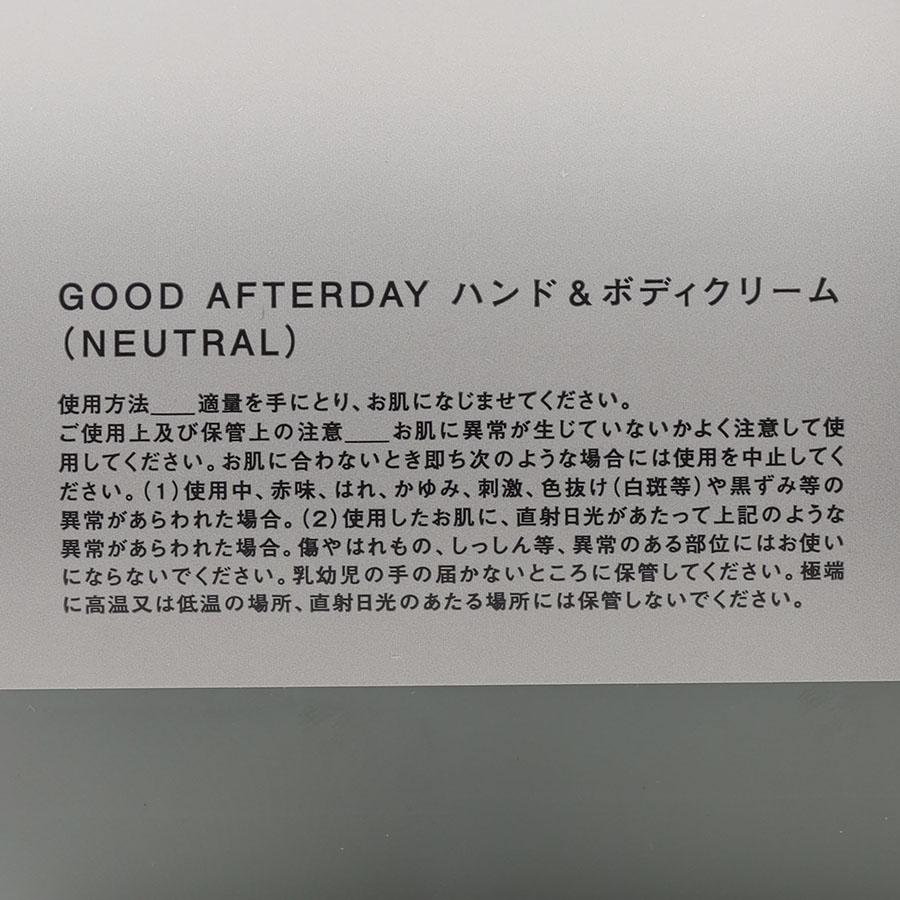 GOOD AFTERDAY ハンド&ボディクリーム
(NEUTRAL)
使用方法___適量を手にとり、お肌になじませてください。
ご使用上及び保管上の注意___お肌に異常が生じていないかよく注意して使
用してください。お肌に合わないとき即ち次のような場合には使用を中止してく
ださい。(1)使用中、赤味、はれ、かゆみ、刺激、色抜け(白斑等)や黒ずみ等の
異常があらわれた場合。(2)使用したお肌に、直射日光があたって上記のような
異常があらわれた場合。傷やはれもの、しっしん等、異常のある部位にはお使い
にならないでください。乳幼児の手の届かないところに保管してください。極端
に高温又は低温の場所、直射日光のあたる場所には保管しないでください。